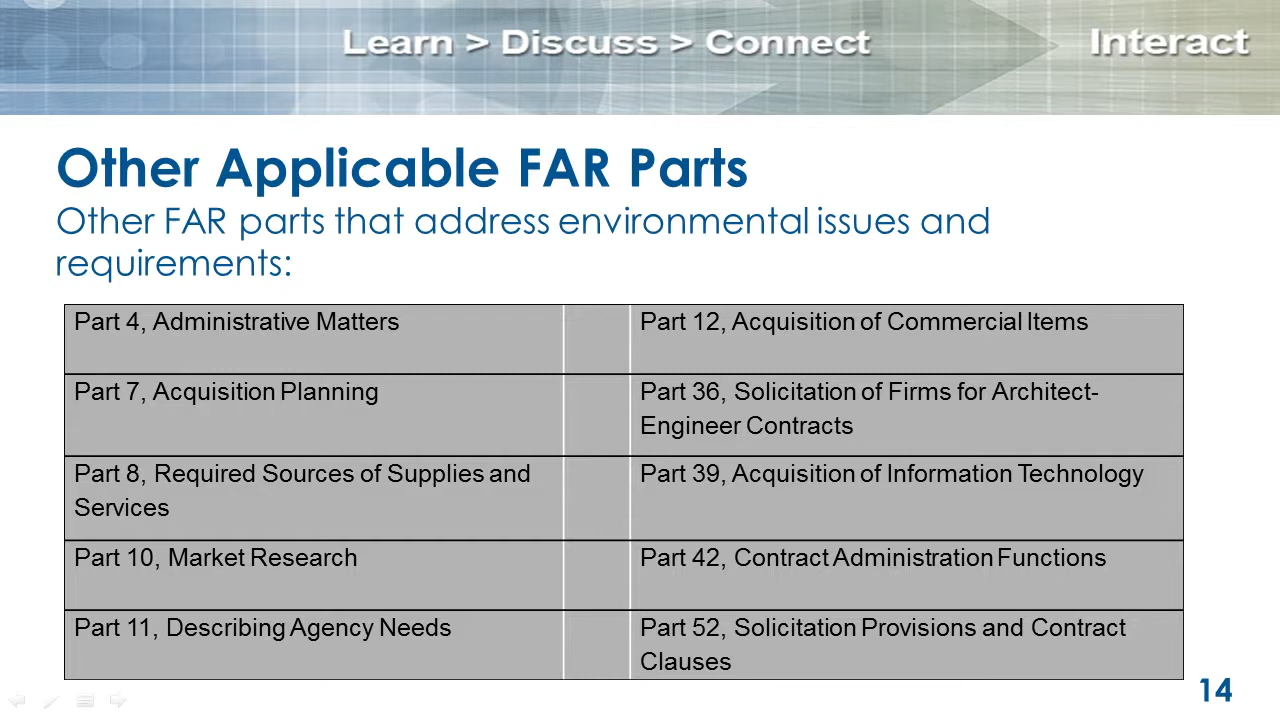 Learn > Discuss > Connect
Interact
Other Applicable FAR Parts
Other FAR parts that address environmental issues and
requirements:
Part 4, Administrative Matters
Part 12, Acquisition of Commercial Items
Part 7, Acquisition Planning
Part 36, Solicitation of Firms for Architect-
Engineer Contracts
Part 8, Required Sources of Supplies and
Services
Part 39, Acquisition of Information Technology
Part 10, Market Research
Part 42, Contract Administration Functions
Part 11, Describing Agency Needs
Part 52, Solicitation Provisions and Contract
Clauses
14